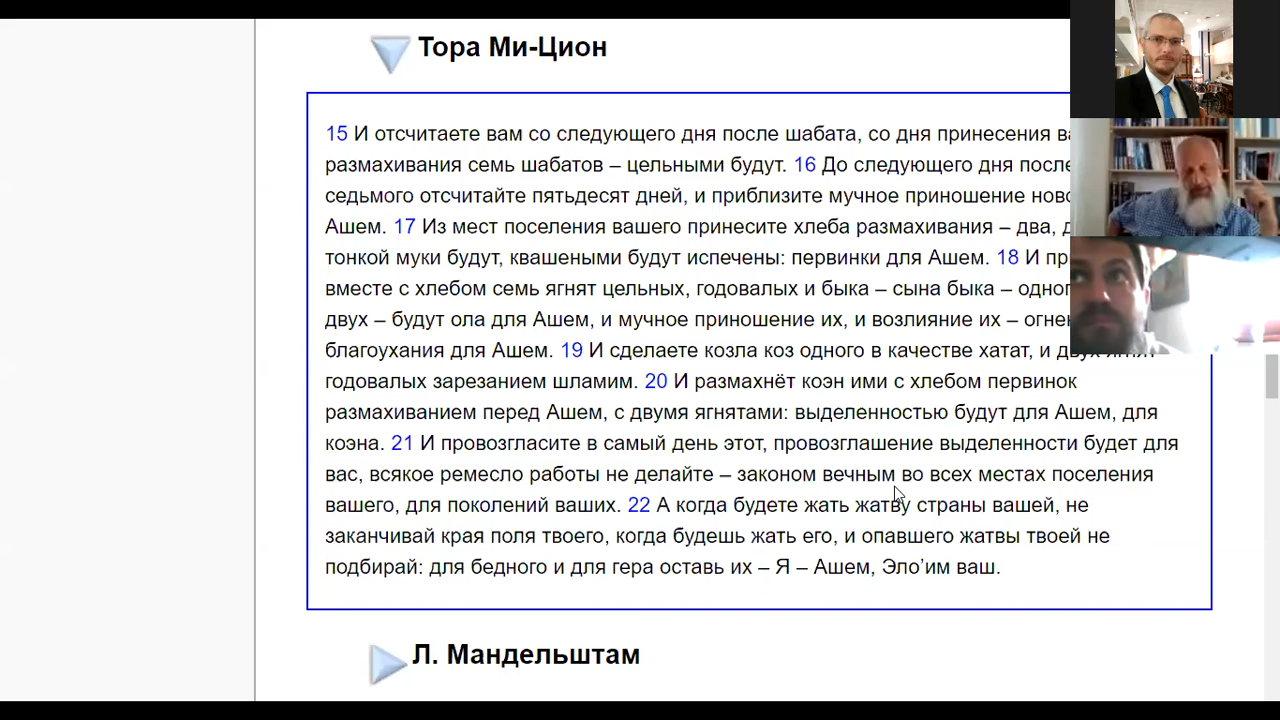 Тора Ми-Цион
15 И отсчитаете вам со следующего дня после шабата, со дня принесения
размахивания семь шабатов – цельными будут. 16 До следующего дня
седьмого отсчитайте пятьдесят дней, и приблизите мучное приношение
Ашем. 17 Из мест поселения вашего принесите хлеба размахивания – два,
тонкой муки будут, квашеными будут испечены: первинки для Ашем. 18 И
вместе с хлебом семь ягнят цельных, годовалых и быка – сына быка –
двух – будут ола для Ашем, и мучное приношение их, и возлияние их –
благоухания для Ашем. 19 И сделаете козла коз одного в качестве хатат, и двух ягнят
годовалых зарезанием шламим. 20 И размахнёт коэн ими с хлебом первинок
размахиванием перед Ашем, с двумя ягнятами: выделенностью будут для Ашем, для
коэна. 21 И провозгласите в самый день этот, провозглашение выделенности будет для
вас, всякое ремесло работы не делайте – законом вечным во всех местах поселения
вашего, для поколений ваших. 22 А когда будете жать жатву страны вашей, не
заканчивай края поля твоего, когда будешь жать его, и опавшего жатвы твоей не
подбирай: для бедного и для гера оставь их – Я – Ашем, Эло’им ваш.
Л. Мандельштам